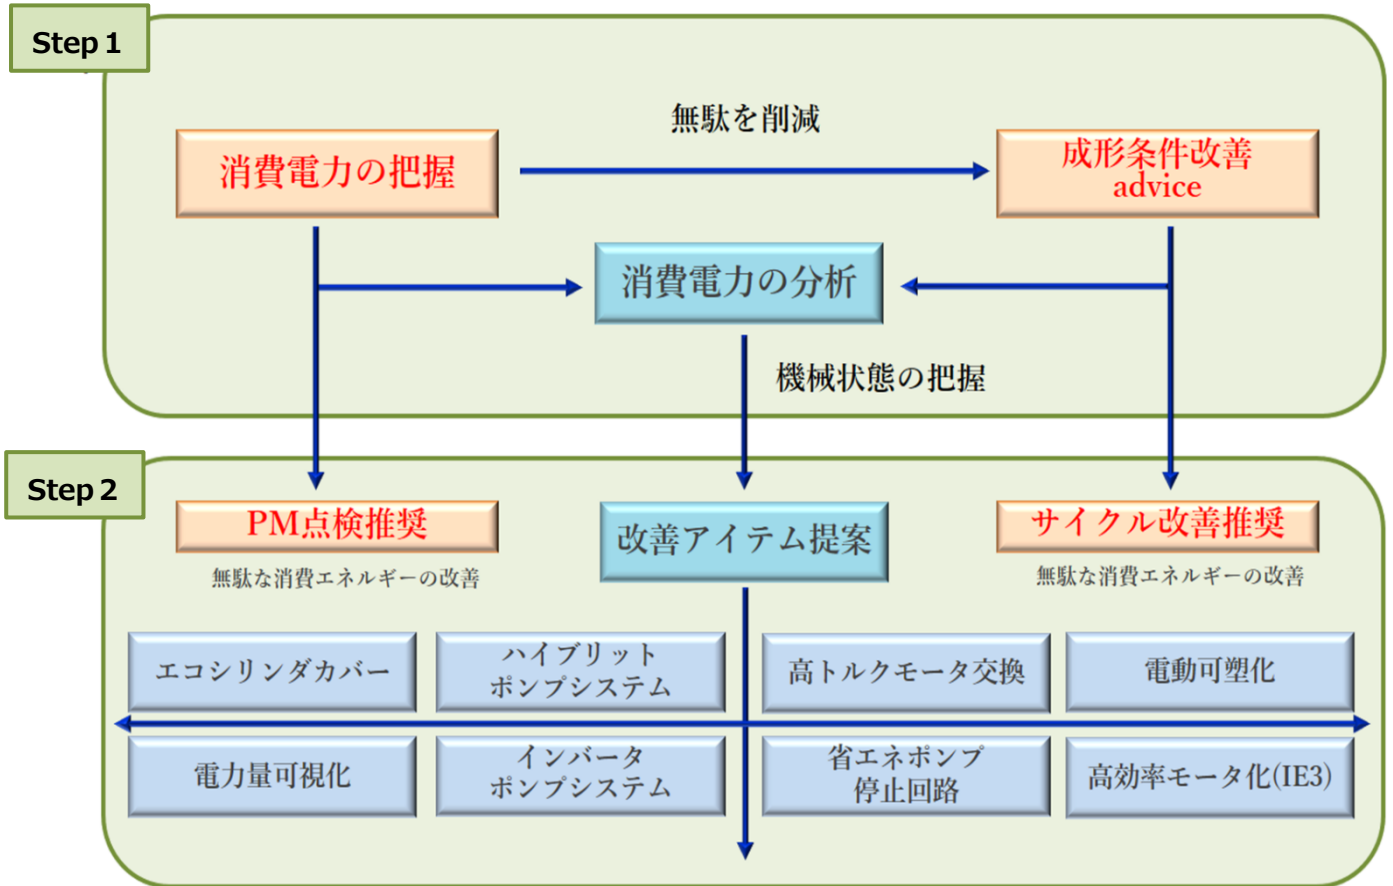 Step 1
無駄を削減
消費電力の把握
成形条件改善
advice
消費電力の分析
機械状態の把握
Step 2
PM点検推奨
無駄な消費エネルギーの改善
改善アイテム提案
サイクル改善推奨
無駄な消費エネルギーの改善
エコシリンダカバー
ハイブリット
ポンプシステム
高トルクモータ交換
電動可塑化
電力量可視化
インバータ
ポンプシステム
省エネポンプ
停止回路
高効率モータ化(IE3)